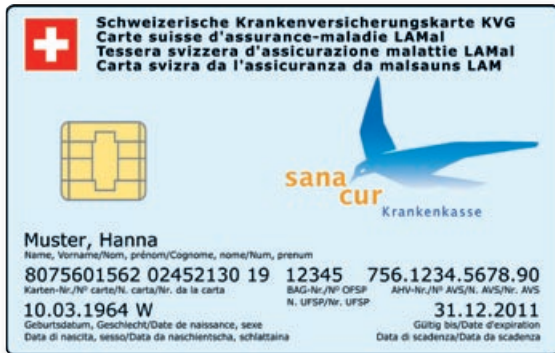 Schweizerische Krankenversicherungskarte KVG
Carte suisse d'assurance-maladie LAMal
Tessera svizzera d'assicurazione malattie LAMal
Carta svizra da l'assicuranza da malsauns LAM
sana
cur
Krankenkasse
Muster, Hanna
Name, Vorname/Nom, prénom/Cognome, nome/Num, prenum
8075601562 02452130 19 12345 756.1234.5678.90
Karten-Nr./Nº carte/N. carta/Nr. da la carta BAG-Nr./Nº OFSP AHV-Nr./Nº AVS/N. AVS/Nr. AVS
N. UFSP/Nr. UFSP
10.03.1964 W 31.12.2011
Geburtsdatum, Geschlecht/Date de naissance, sexe Gültig bis/Date d'expiration
Data di nascita, sesso/Data da naschientscha, schlattaina Data di scadenza/Data da scadenza